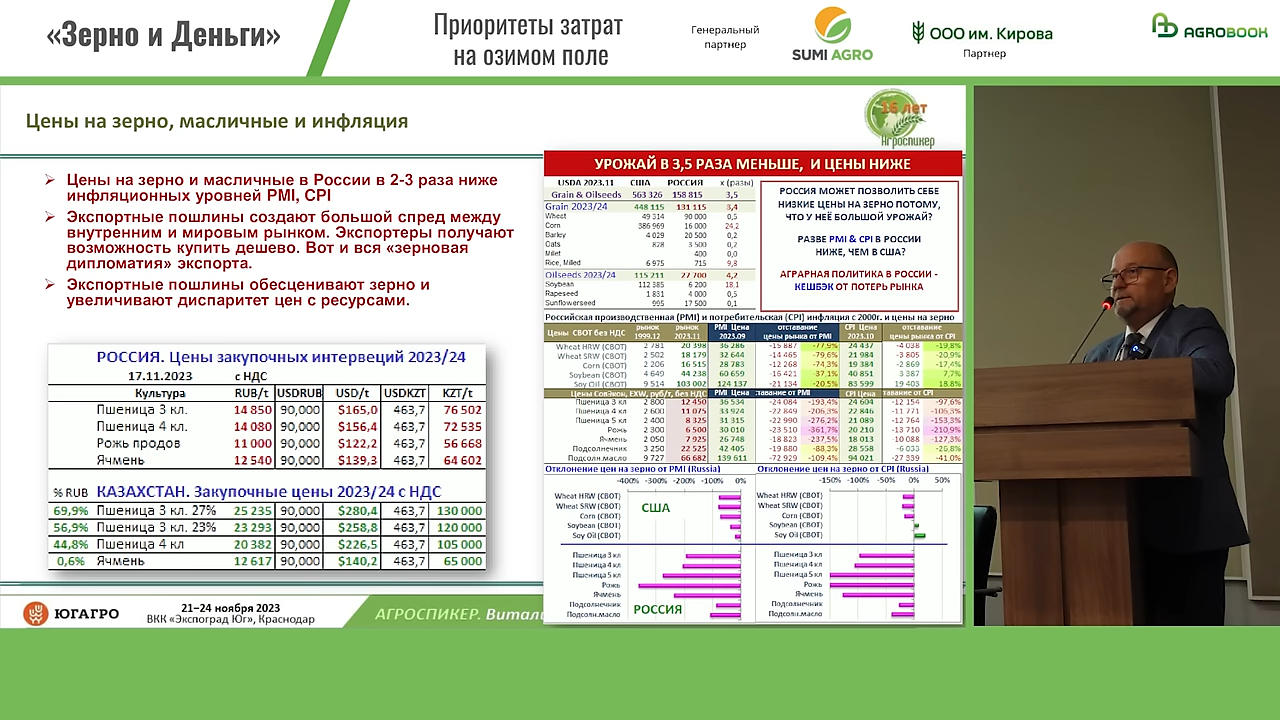 «Зерно и Деньги»
Приоритеты затрат
на озимом поле
Генеральный
партнер
SUMI AGRO
ООО им. Кирова
Партнер
AGROBOOK
Цены на зерно, масличные и инфляция
15 лет
Агроспикер
Цены на зерно и масличные в России в 2-3 раза ниже
инфляционных уровней PMI, CPI
Экспортные пошлины создают большой спред между
внутренним и мировым рынком. Экспортеры получают
возможность купить дешево. Вот и вся «зерновая
дипломатия» экспорта.
Экспортные пошлины обесценивают зерно и
увеличивают диспаритет цен с ресурсами.
РОССИЯ. Цены закупочных интервеций 2023/24
17.11.2023 с НДС
Культура RUB/t USDRUB USD/t USDKZT KZT/t
Пшеница 3 кл. 14 850 90,000 $165,0 463,7 76 502
Пшеница 4 кл. 14 080 90,000 $156,4 463,7 72 535
Рожь продов 11 000 90,000 $122,2 463,7 56 668
Ячмень 12 540 90,000 $139,3 463,7 64 602
% RUB КАЗАХСТАН. Закупочные цены 2023/24 с НДС
69,9% Пшеница 3 кл. 27% 25 235 90,000 $280,4 463,7 130 000
56,9% Пшеница 3 кл. 23% 23 293 90,000 $258,8 463,7 120 000
44,8% Пшеница 4 кл 20 382 90,000 $226,5 463,7 105 000
0,6% Ячмень 12 617 90,000 $140,2 463,7 65 000
УРОЖАЙ В 3,5 РАЗА МЕНЬШЕ, И ЦЕНЫ НИЖЕ
USDA 2023.11 США РОССИЯ х (разы)
Grain & Oilseeds 563 326 158 815 3,5
Grain 2023/24 448 115 131 115 3,4
Wheat 49 314 90 000 0,5
Corn 386 969 16 000 24,2
Barley 4 029 20 500 0,2
Oats 828 3 500 0,2
Millet 400 0,0
Rice, Milled 6 975 715 9,8
Oilseeds 2023/24 115 211 27 700 4,2
Soybean 112 385 6 200 18,1
Rapeseed 1 831 4 000 0,5
Sunflowerseed 995 17 500 0,1
РОССИЯ МОЖЕТ ПОЗВОЛИТЬ СЕБЕ
НИЗКИЕ ЦЕНЫ НА ЗЕРНО ПОТОМУ,
ЧТО У НЕЁ БОЛЬШОЙ УРОЖАЙ?
РАЗВЕ PMI & CPI В РОССИИ
НИЖЕ, ЧЕМ В США?
АГРАРНАЯ ПОЛИТИКА В РОССИИ -
КЕШБЭК ОТ ПОТЕРЬ РЫНКА
Российская производственная (PMI) и потребительская (CPI) инфляция с 2000г. и цены на зерно
Цены СВОТ без НДС рынок 1999.12 рынок 2023.11 PMI Цена 2023.09 отставание цены рынка от PMI CPI Цена 2023.10 отставание цены рынка от CPI
Wheat HRW (CBOT) 2 781 20 398 36 286 -15 887 -77,9% 24 437 -4 038 -19,8%
Wheat SRW (CBOT) 2 502 18 179 32 644 -14 465 -79,6% 21 984 -3 805 -20,9%
Corn (CBOT) 2 206 16 515 28 783 -12 268 -74,3% 19 384 -2 869 -17,4%
Soybean (CBOT) 4 649 44 238 60 659 -16 421 -37,1% 40 851 3 387 7,7%
Soy Oil (CBOT) 9 514 103 002 124 137 -21 134 -20,5% 83 599 19 403 18,8%
Цены СовЭкон, EXW, руб/т, без НДС PMI Цена CPI Цена
Пшеница 3 кл 2 800 12 450 36 534 -24 084 -193,4% 24 604 -12 154 -97,6%
Пшеница 4 кл 2 600 11 075 33 924 -22 849 -206,3% 22 846 -11 771 -106,3%
Пшеница 5 кл 2 400 8 325 31 315 -22 990 -276,2% 21 089 -12 764 -153,3%
Рожь 2 300 6 500 30 010 -23 510 -361,7% 20 210 -13 710 -210,9%
Ячмень 2 050 7 925 26 748 -18 823 -237,5% 18 013 -10 088 -127,3%
Подсолнечник 3 250 22 525 42 405 -19 880 -88,3% 28 558 -6 033 -26,8%
Подсолн.масло 9 727 66 682 139 611 -72 929 -109,4% 94 021 -27 339 -41,0%
Отклонение цен на зерно от PMI (Russia)
-400% -300% -200% -100% 0%
Wheat HRW (CBOT)
Wheat SRW (CBOT)
Corn (CBOT)
Soybean (CBOT)
Soy Oil (CBOT)
США
Пшеница 3 кл
Пшеница 4 кл
Пшеница 5 кл
Рожь
Ячмень
Подсолнечник
Подсолн.масло
РОССИЯ
Отклонение цен на зерно от CPI (Russia)
-150% -100% -50% 0% 50%
Wheat HRW (CBOT)
Wheat SRW (CBOT)
Corn (CBOT)
Soybean (CBOT)
Soy Oil (CBOT)
Пшеница 3 кл
Пшеница 4 кл
Пшеница 5 кл
Рожь
Ячмень
Подсолнечник
Подсолн.масло
ЮГАГРО
21–24 ноября 2023
ВКК «Экспоград Юг», Краснодар
АГРОСПИКЕР. Витали